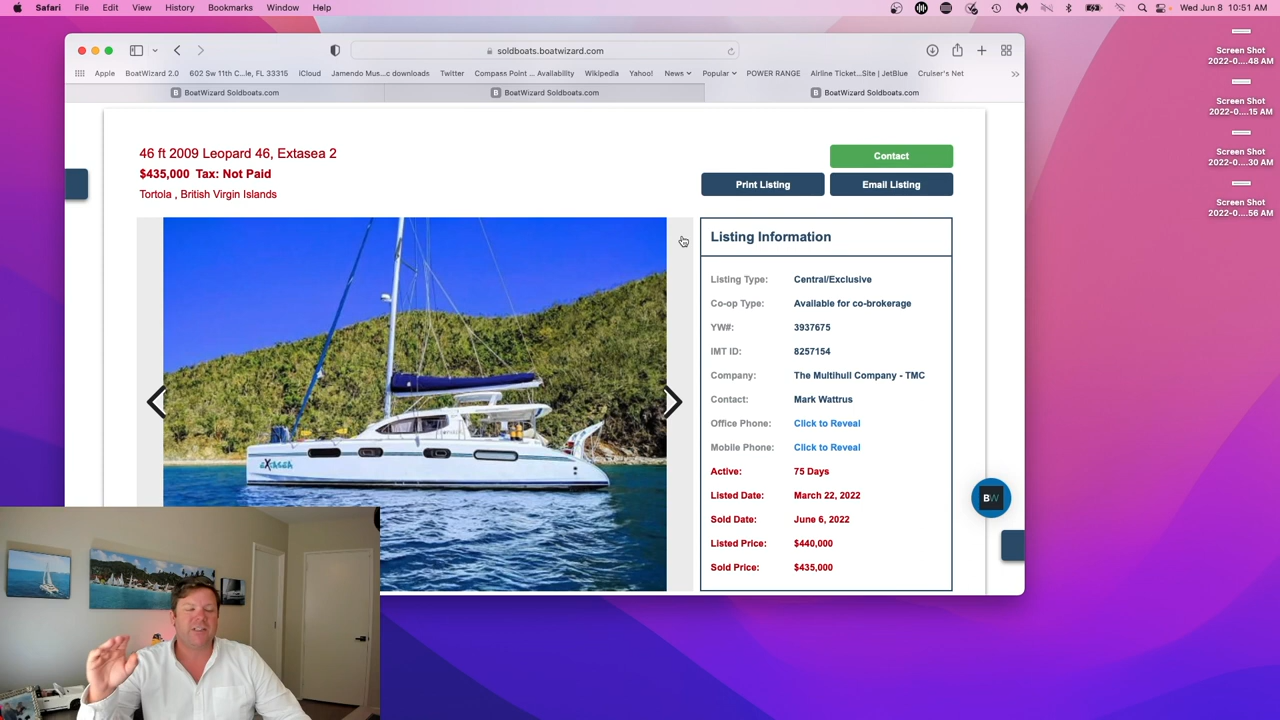 Safari File Edit View History Bookmarks Window Help
Wed Jun 8 10:51 AM
soldboats.boatwizard.com
Apple BoatWizard 2.0 602 Sw 11th C...le, FL 33315 iCloud Jamendo Mus...c downloads Twitter Compass Point ... Availability Wikipedia Yahoo! News Popular POWER RANGE Airline Ticket...Site | JetBlue Cruiser's Net
B BoatWizard Soldboats.com
B BoatWizard Soldboats.com
B BoatWizard Soldboats.com
46 ft 2009 Leopard 46, Extasea 2
$435,000 Tax: Not Paid
Tortola , British Virgin Islands
Contact
Print Listing
Email Listing
extasea
Listing Information
Listing Type: Central/Exclusive
Co-op Type: Available for co-brokerage
YW#: 3937675
IMT ID: 8257154
Company: The Multihull Company - TMC
Contact: Mark Wattrus
Office Phone: Click to Reveal
Mobile Phone: Click to Reveal
Active: 75 Days
Listed Date: March 22, 2022
Sold Date: June 6, 2022
Listed Price: $440,000
Sold Price: $435,000
BW
Screen Shot
2022-0....48 AM
Screen Shot
2022-0....15 AM
Screen Shot
2022-0....30 AM
Screen Shot
2022-0....56 AM